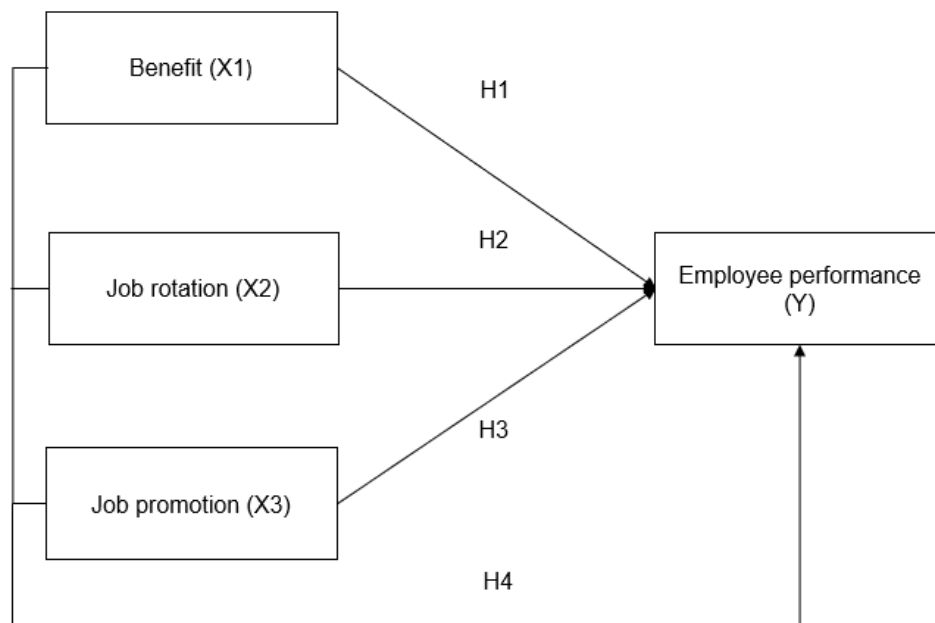 Benefit (X1)
H1
H2
Job rotation (X2)
Employee performance
(Y)
H3
Job promotion (X3)
H4